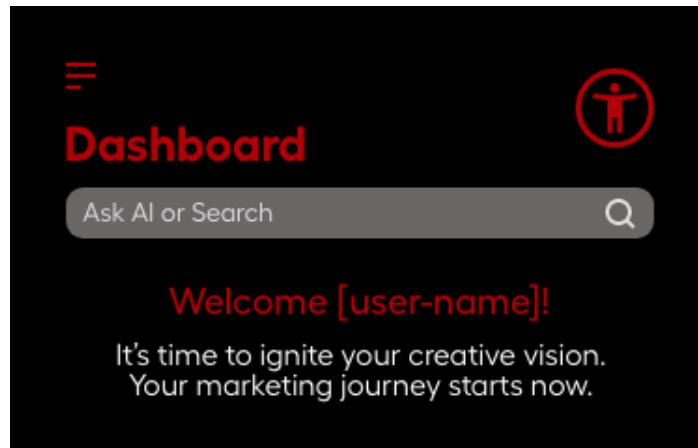 Dashboard
Ask AI or Search
Welcome [user-name]!
It's time to ignite your creative vision.
Your marketing journey starts now.